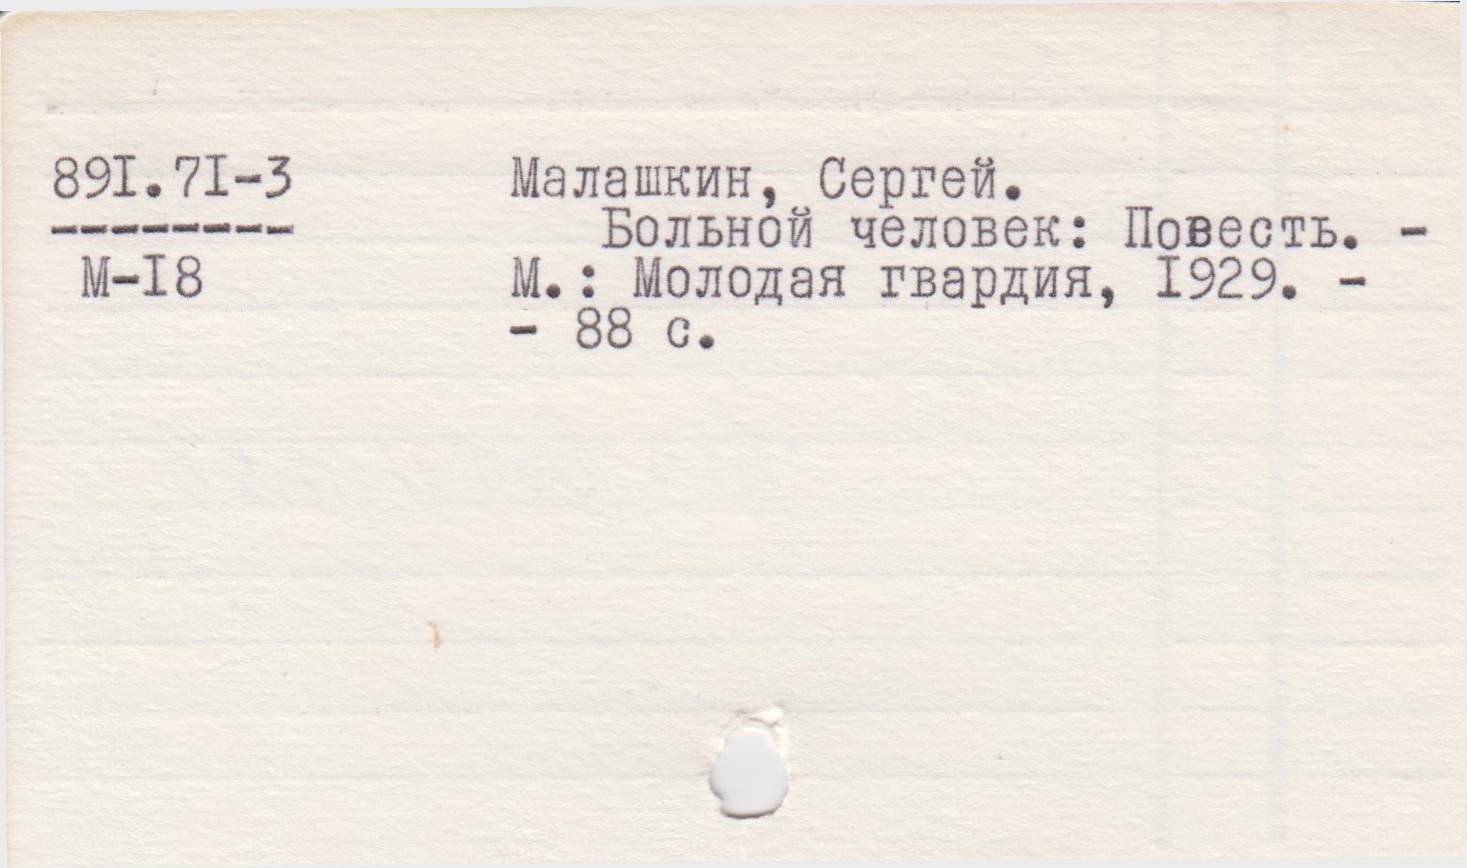 891.71-3
--------
М-18
Малашкин, Сергей.
Больной человек: Повесть. -
М.: Молодая гвардия, 1929. -
- 88 с.